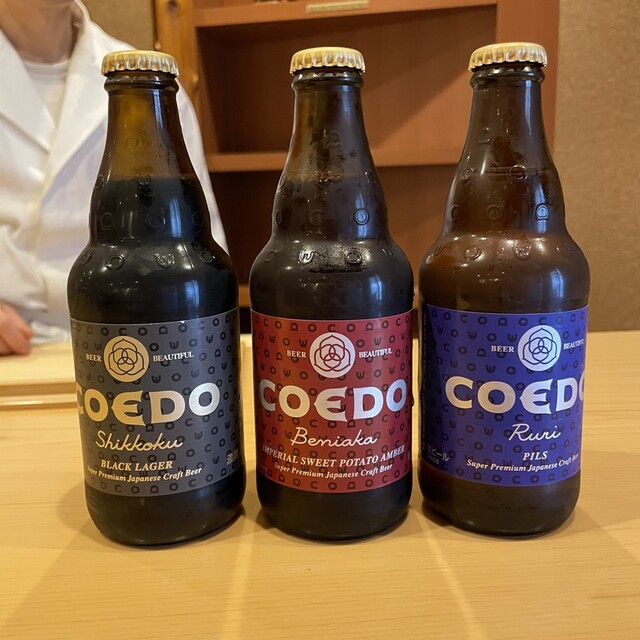 BEER BEAUTIFUL
COEDO
Shikkoku
BLACK LAGER
Super Premium Japanese Craft Beer
BEER BEAUTIFUL
COEDO
Beniaka
IMPERIAL SWEET POTATO AMBER
Super Premium Japanese Craft Beer
BEER BEAUTIFUL
COEDO
Ruri
PILS
Super Premium Japanese Craft Beer